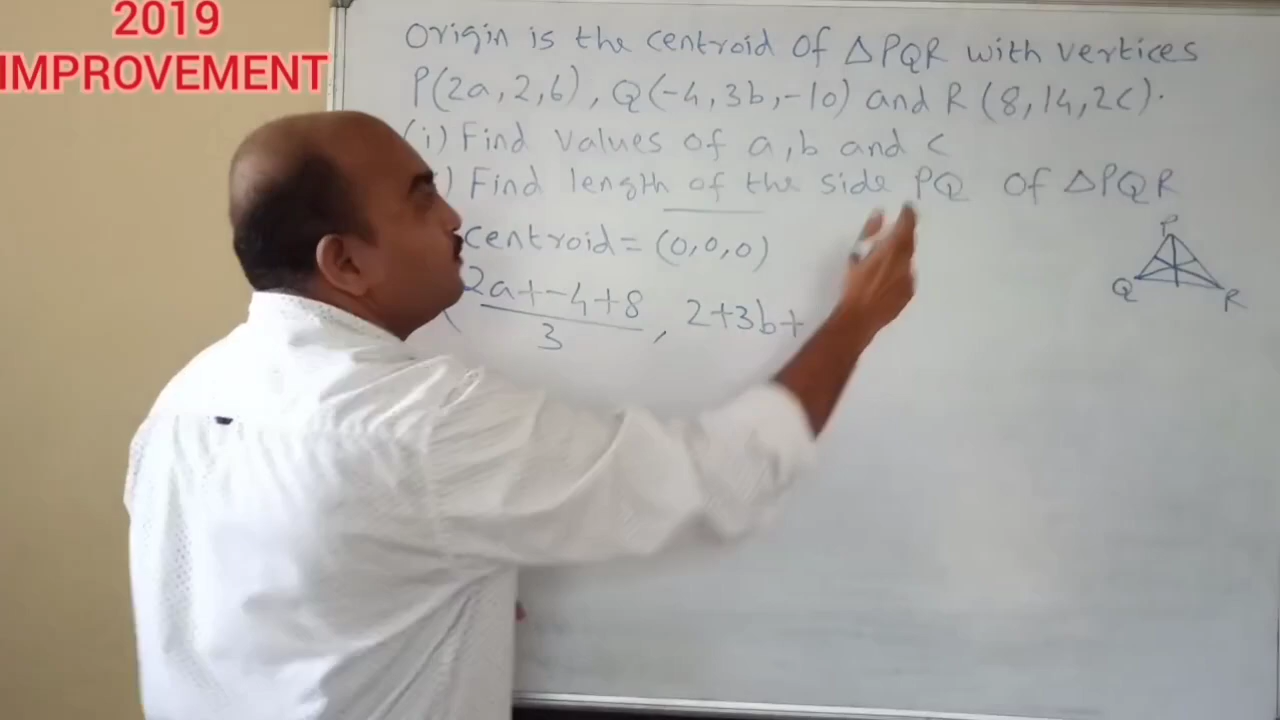 2019
IMPROVEMENT
Origin is the centroid of ΔPQR with vertices
P(2a,2,6), Q(-4,3b,-10) and R(8,14,2c).
(i) Find values of a,b and c
) Find length of the side PQ of ΔPQR
centroid = (0,0,0)
( 2a+-4+8 / 3 , 2+3b+
P
Q
R